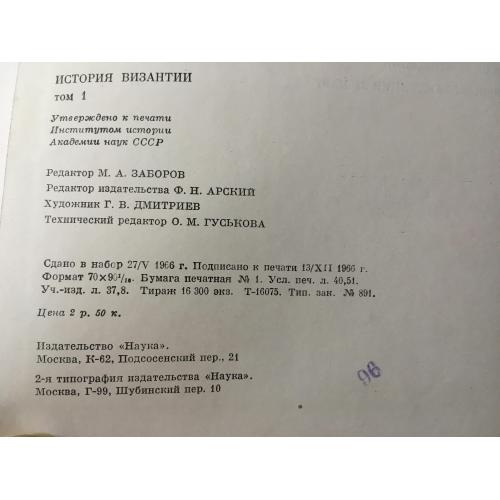 ИСТОРИЯ ВИЗАНТИИ
том 1
Утверждено к печати
Институтом истории
Академии наук СССР
Редактор М. А. ЗАБОРОВ
Редактор издательства Ф. Н. АРСКИЙ
Художник Г. В. ДМИТРИЕВ
Технический редактор О. М. ГУСЬКОВА
Сдано в набор 27/V 1966 г. Подписано к печати 13/XII 1966 г.
Формат 70×90¹/₁₆. Бумага печатная № 1. Усл. печ. л. 40,51.
Уч.-изд. л. 37,8. Тираж 16 300 экз. Т-16075. Тип. зак. № 891.
Цена 2 р. 50 к.
Издательство «Наука».
Москва, К-62, Подсосенский пер., 21
2-я типография издательства «Наука».
Москва, Г-99, Шубинский пер. 10
96